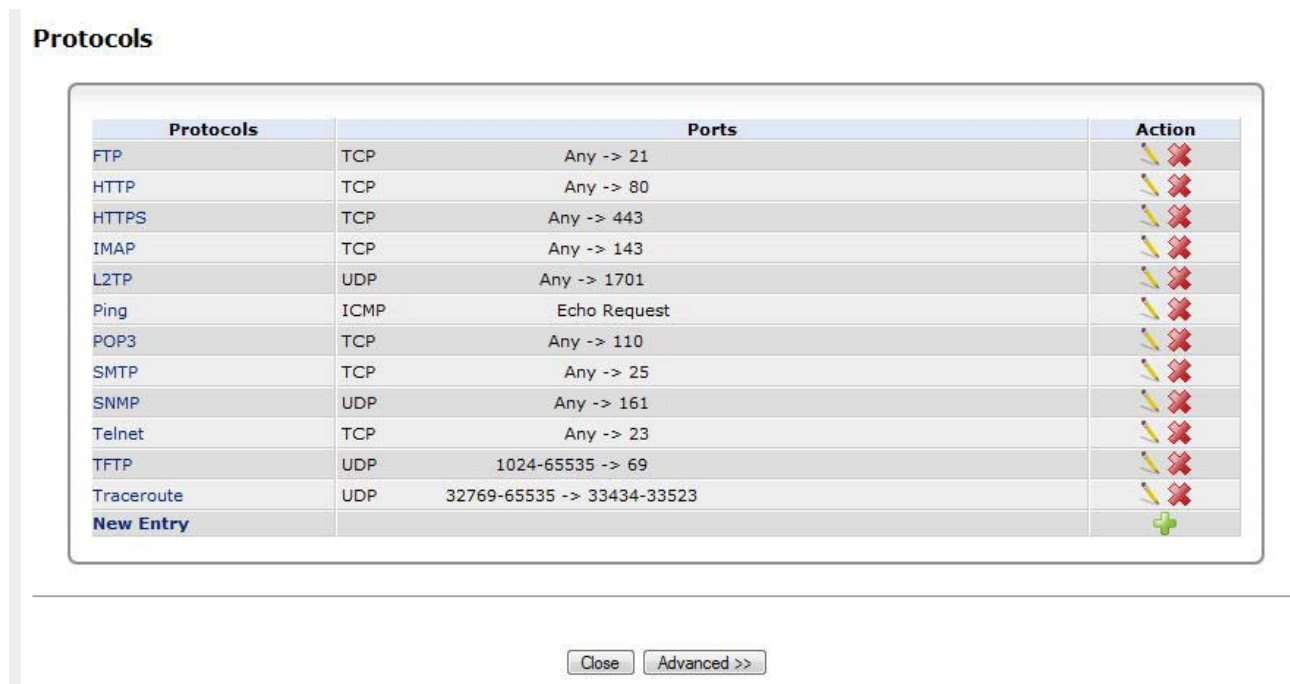 Protocols
Protocols Ports Action
FTP TCP Any -> 21
HTTP TCP Any -> 80
HTTPS TCP Any -> 443
IMAP TCP Any -> 143
L2TP UDP Any -> 1701
Ping ICMP Echo Request
POP3 TCP Any -> 110
SMTP TCP Any -> 25
SNMP UDP Any -> 161
Telnet TCP Any -> 23
TFTP UDP 1024-65535 -> 69
Traceroute UDP 32769-65535 -> 33434-33523
New Entry
Close Advanced >>